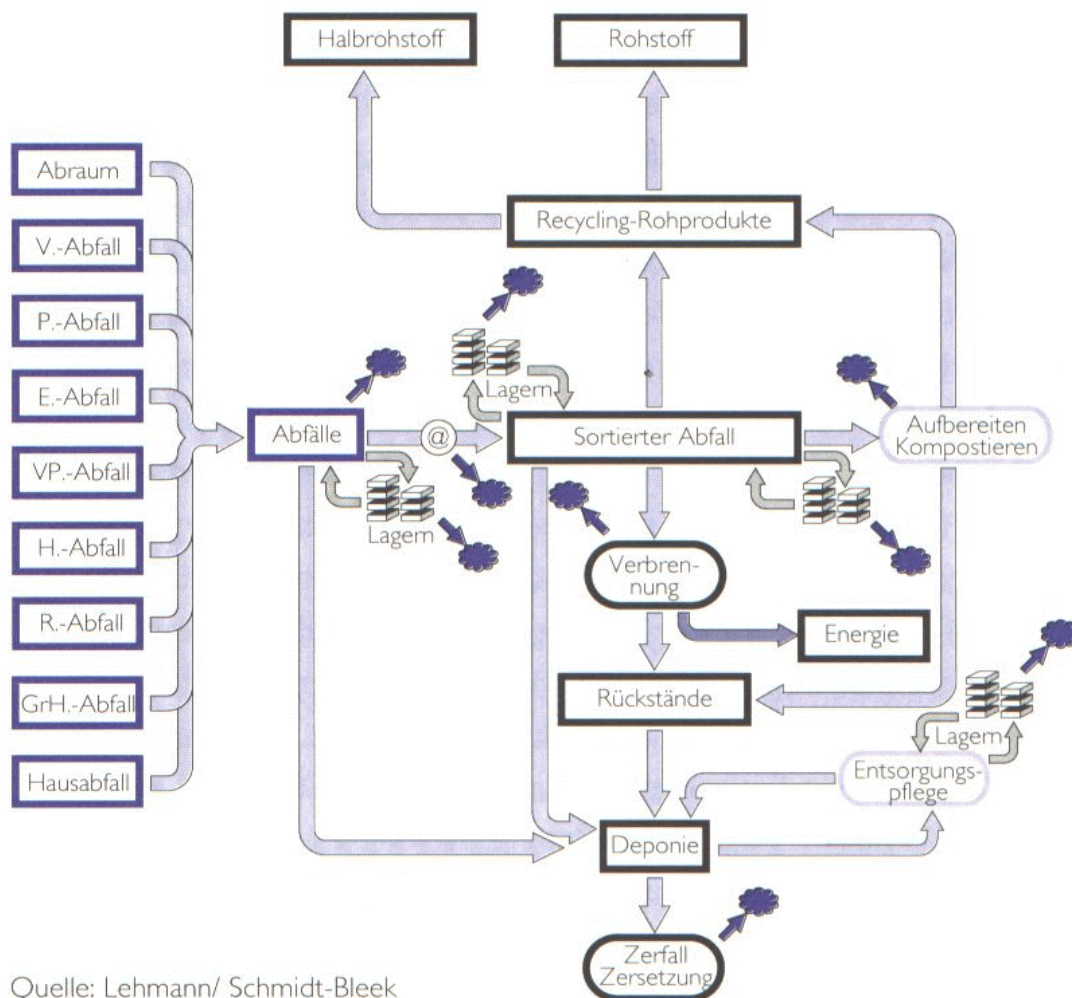 Halbrohstoff
Rohstoff
Abraum
V.-Abfall
P.-Abfall
E.-Abfall
VP.-Abfall
H.-Abfall
R.-Abfall
GrH.-Abfall
Hausabfall
Recycling-Rohprodukte
Lagern
Abfälle
@
Sortierter Abfall
Aufbereiten
Kompostieren
Lagern
Verbren-
nung
Energie
Rückstände
Lagern
Entsorgungs-
pflege
Deponie
Zerfall
Zersetzung
Quelle: Lehmann/ Schmidt-Bleek